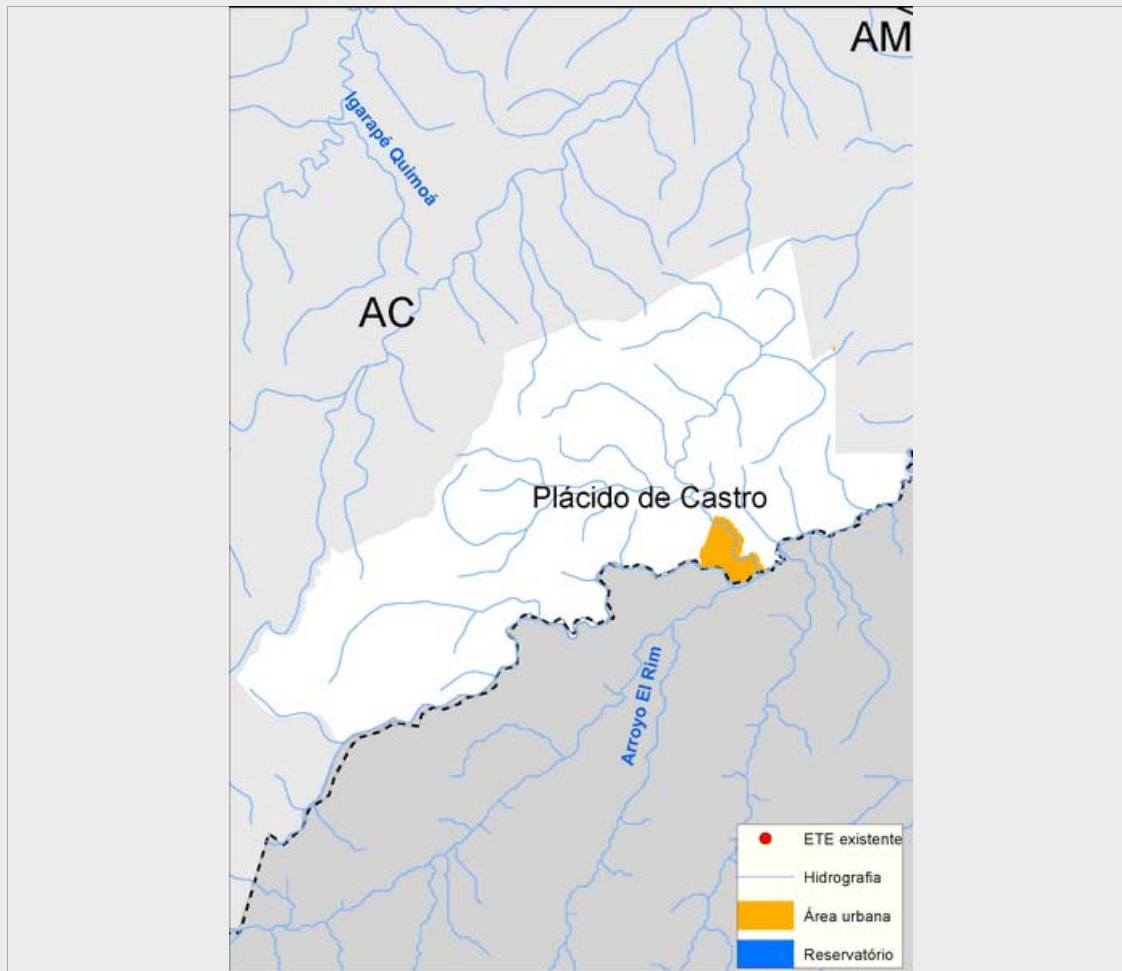 AM
Igarapé Quimoá
AC
Plácido de Castro
Arroyo El Rim
ETE existente
Hidrografia
Área urbana
Reservatório